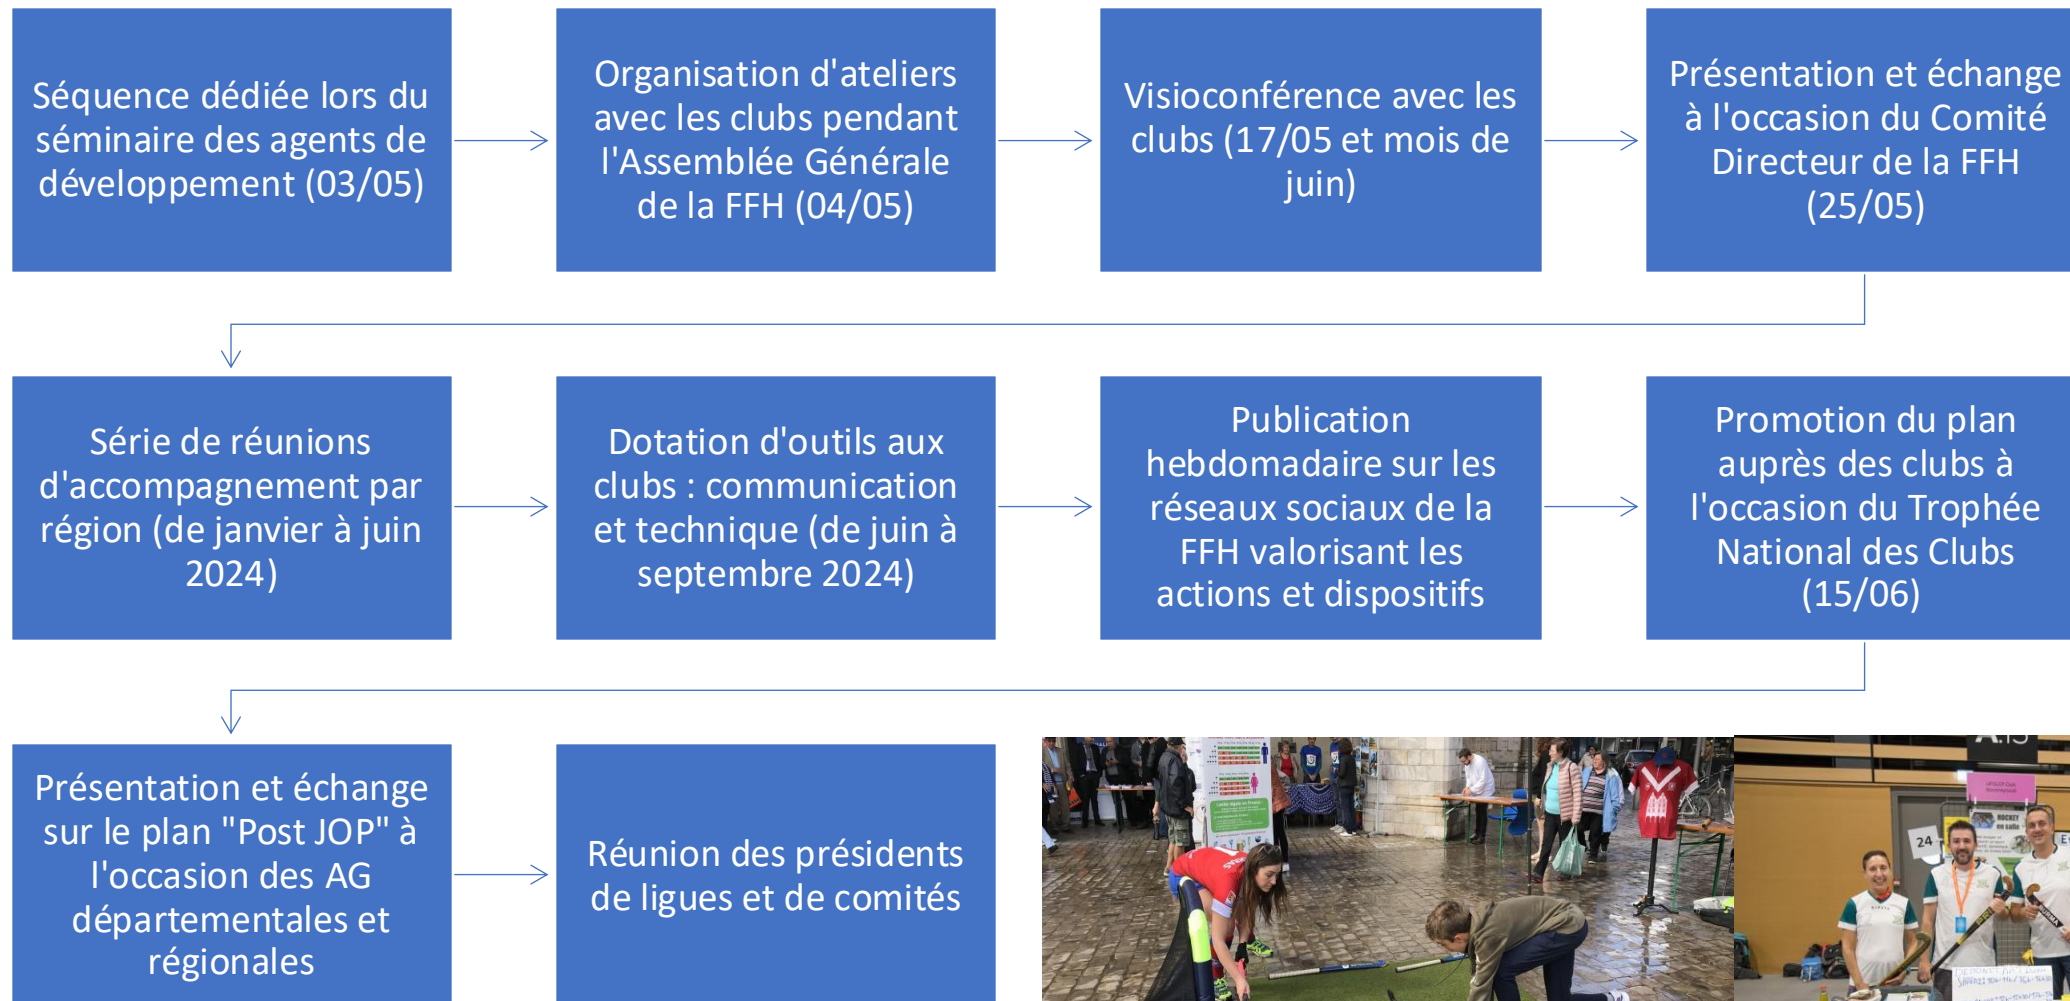 Séquence dédiée lors du
séminaire des agents de
développement (03/05)
Organisation d'ateliers
avec les clubs pendant
l'Assemblée Générale
de la FFH (04/05)
Visioconférence avec les
clubs (17/05 et mois de
juin)
Présentation et échange
à l'occasion du Comité
Directeur de la FFH
(25/05)
Série de réunions
d'accompagnement par
région (de janvier à juin
2024)
Dotation d'outils aux
clubs : communication
et technique (de juin à
septembre 2024)
Publication
hebdomadaire sur les
réseaux sociaux de la
FFH valorisant les
actions et dispositifs
Promotion du plan
auprès des clubs à
l'occasion du Trophée
National des Clubs
(15/06)
Présentation et échange
sur le plan "Post JOP" à
l'occasion des AG
départementales et
régionales
Réunion des présidents
de ligues et de comités
HOCKEY
en salle
24